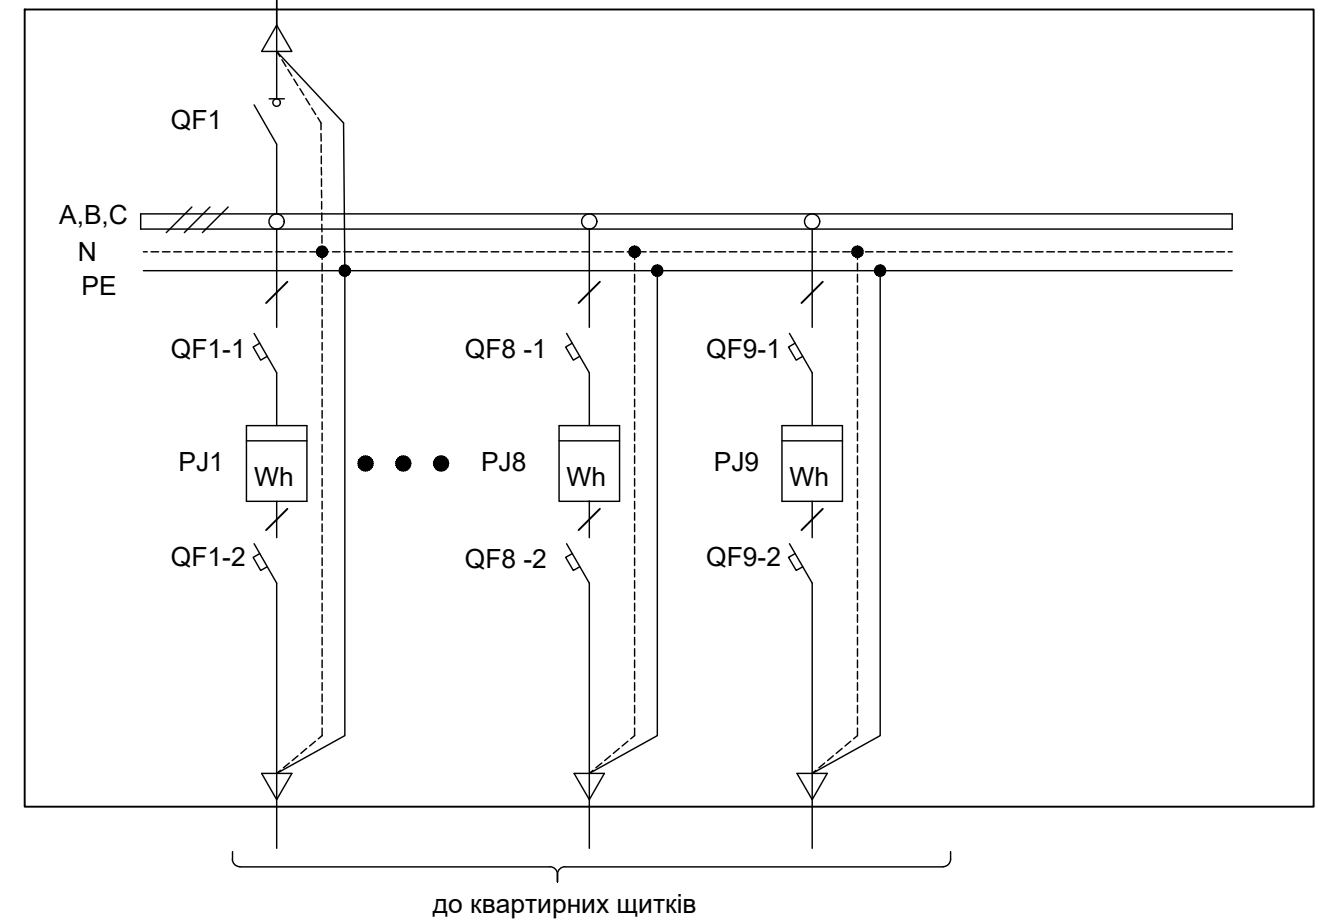 QF1
A,B,C
N
PE
QF1-1
QF8 -1
QF9-1
PJ1
Wh
PJ8
Wh
PJ9
Wh
QF1-2
QF8 -2
QF9-2
до квартирних щитків